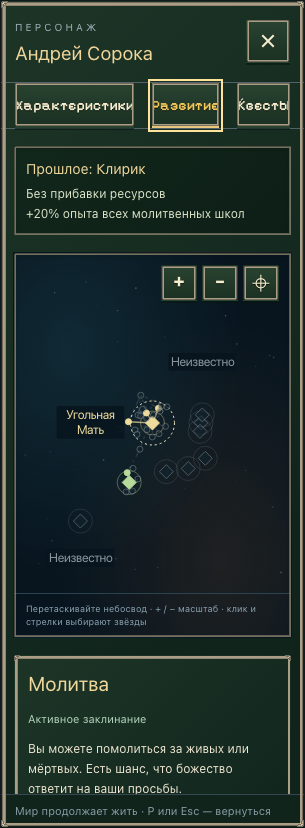 ПЕРСОНАЖ
Андрей Сорока
Характеристики Развитие Квесты
Прошлое: Клирик
Без прибавки ресурсов
+20% опыта всех молитвенных школ
Неизвестно
Угольная
Мать
Неизвестно
Перетаскивайте небосвод · + / − масштаб · клик и
стрелки выбирают звёзды
Молитва
Активное заклинание
Вы можете помолиться за живых или
мёртвых. Есть шанс, что божество
ответит на ваши просьбы.
Мир продолжает жить · P или Esc — вернуться